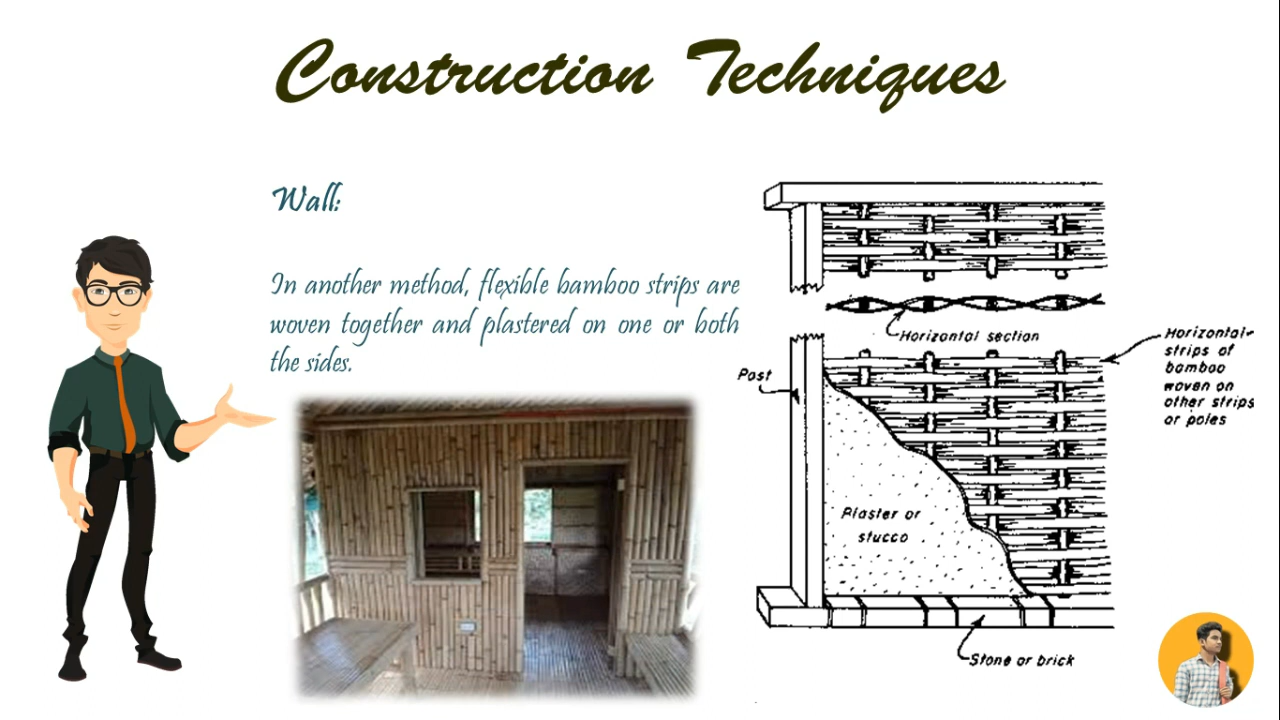 Construction Techniques
Wall:
In another method, flexible bamboo strips are
woven together and plastered on one or both
the sides.
Horizontal section
Horizontal
strips of
bamboo
woven on
other strips
or poles
Post
Plaster or
stucco
Stone or brick